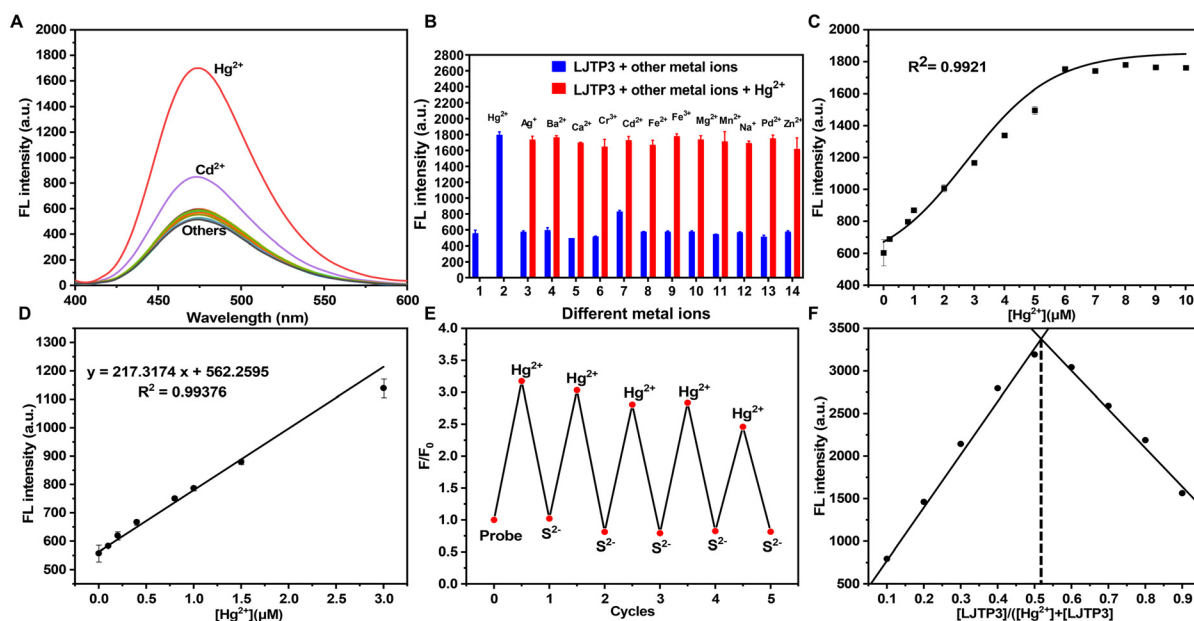 A
2000
1800
1600
1400
1200
1000
800
600
400
200
0
FL intensity (a.u.)
Hg²⁺
Cd²⁺
Others
400 450 500 550 600
Wavelength (nm)
B
2800
2600
2400
2200
2000
1800
1600
1400
1200
1000
800
600
400
200
0
FL intensity (a.u.)
LJTP3 + other metal ions
LJTP3 + other metal ions + Hg²⁺
Hg²⁺ Ag⁺ Ba²⁺ Ca²⁺ Cr³⁺ Cd²⁺ Fe²⁺ Fe³⁺ Mg²⁺ Mn²⁺ Na⁺ Pd²⁺ Zn²⁺
1 2 3 4 5 6 7 8 9 10 11 12 13 14
Different metal ions
C
2000
1800
1600
1400
1200
1000
800
600
400
FL intensity (a.u.)
R²= 0.9921
0 1 2 3 4 5 6 7 8 9 10
[Hg²⁺](μM)
D
1300
1200
1100
1000
900
800
700
600
500
FL intensity (a.u.)
y = 217.3174 x + 562.2595
R² = 0.99376
0.0 0.5 1.0 1.5 2.0 2.5 3.0
[Hg²⁺](μM)
E
4.0
3.5
3.0
2.5
2.0
1.5
1.0
0.5
0.0
F/F₀
Hg²⁺ Hg²⁺ Hg²⁺ Hg²⁺ Hg²⁺
Probe S²⁻ S²⁻ S²⁻ S²⁻ S²⁻
0 1 2 3 4 5
Cycles
F
3500
3000
2500
2000
1500
1000
500
FL intensity (a.u.)
0.1 0.2 0.3 0.4 0.5 0.6 0.7 0.8 0.9
[LJTP3]/([Hg²⁺]+[LJTP3]